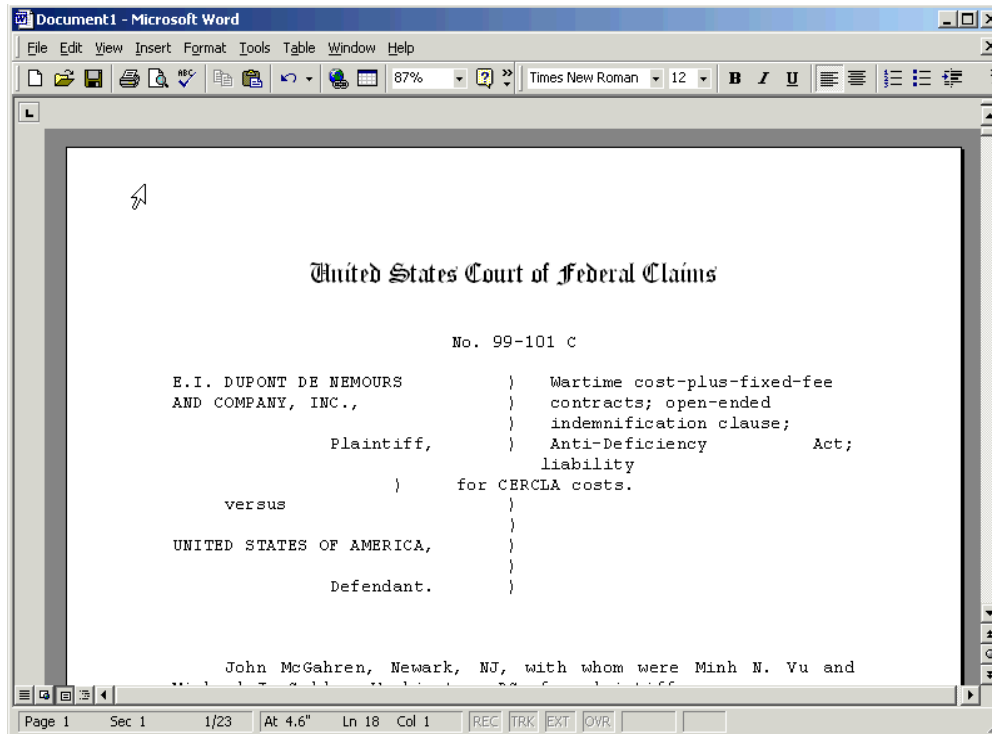 Document1 - Microsoft Word
File Edit View Insert Format Tools Table Window Help
ABC 87% Times New Roman 12 B I U
L
United States Court of Federal Claims
No. 99-101 C
E.I. DUPONT DE NEMOURS ) Wartime cost-plus-fixed-fee
AND COMPANY, INC., ) contracts; open-ended
) indemnification clause;
Plaintiff, ) Anti-Deficiency Act;
liability
) for CERCLA costs.
versus )
)
UNITED STATES OF AMERICA, )
)
Defendant. )
John McGahren, Newark, NJ, with whom were Minh N. Vu and
Page 1 Sec 1 1/23 At 4.6" Ln 18 Col 1 REC TRK EXT OVR